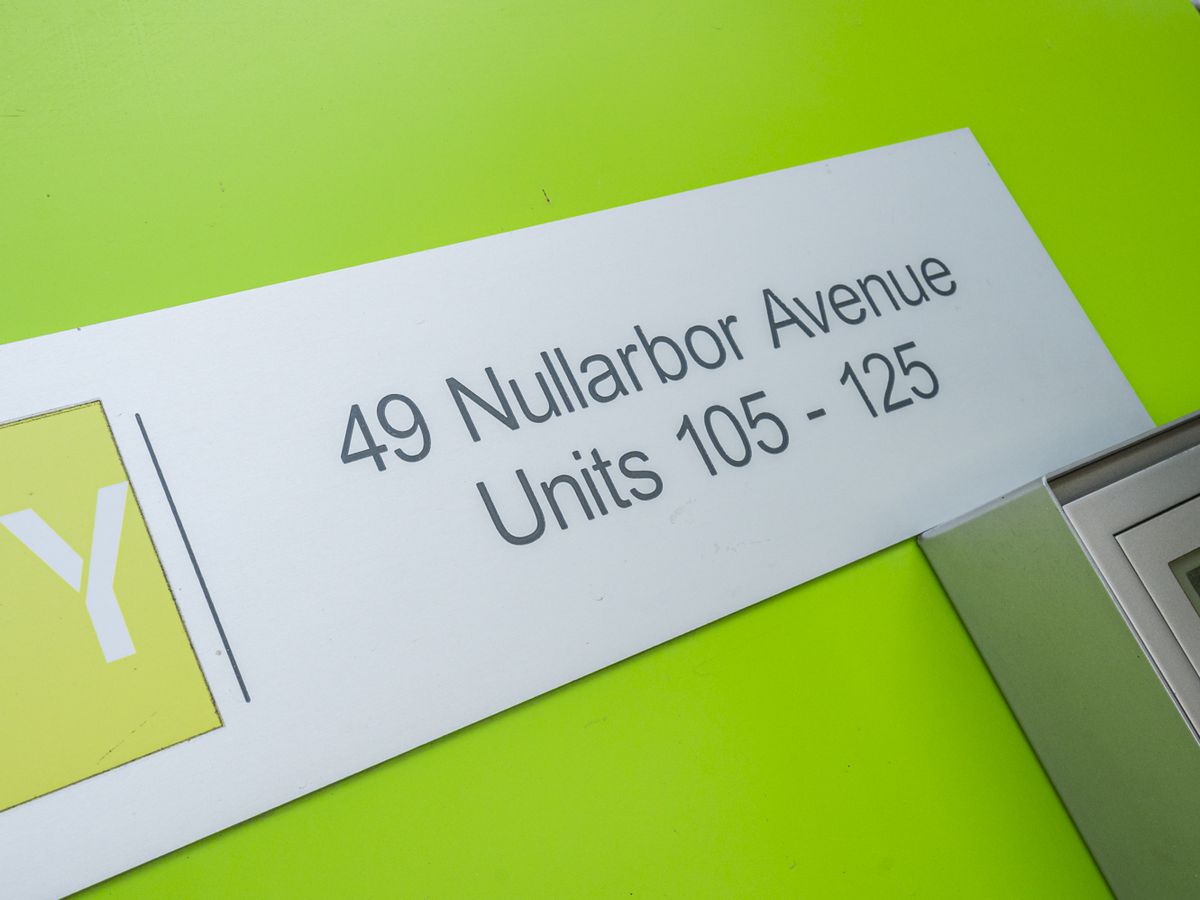 Y
49 Nullarbor Avenue
Units 105 - 125